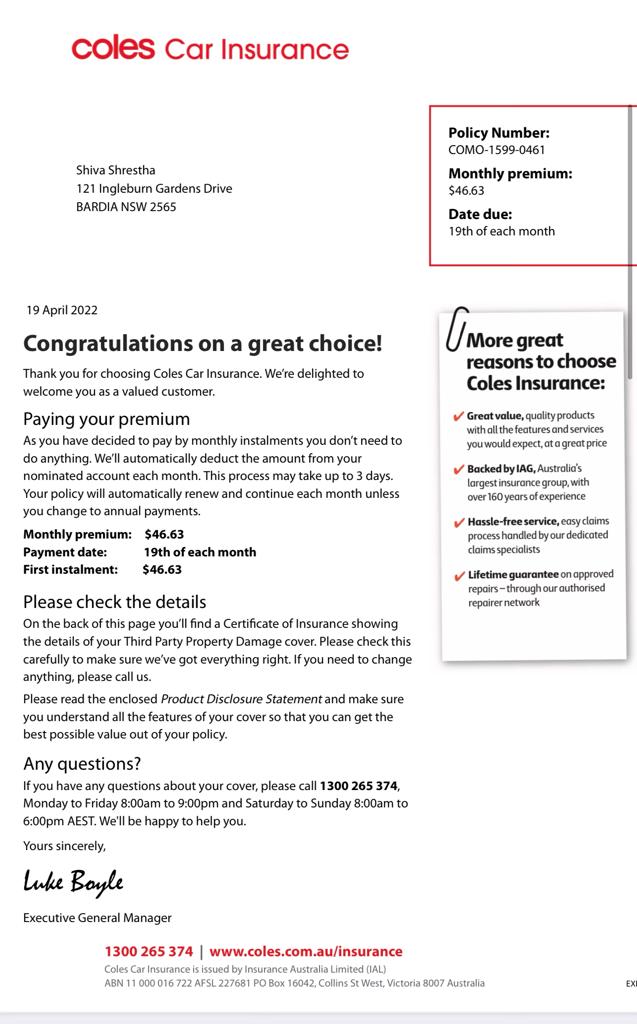 coles Car Insurance
Policy Number:
COMO-1599-0461
Monthly premium:
$46.63
Date due:
19th of each month
Shiva Shrestha
121 Ingleburn Gardens Drive
BARDIA NSW 2565
19 April 2022
Congratulations on a great choice!
Thank you for choosing Coles Car Insurance. We're delighted to
welcome you as a valued customer.
Paying your premium
As you have decided to pay by monthly instalments you don't need to
do anything. We'll automatically deduct the amount from your
nominated account each month. This process may take up to 3 days.
Your policy will automatically renew and continue each month unless
you change to annual payments.
Monthly premium: $46.63
Payment date: 19th of each month
First instalment: $46.63
Please check the details
On the back of this page you'll find a Certificate of Insurance showing
the details of your Third Party Property Damage cover. Please check this
carefully to make sure we've got everything right. If you need to change
anything, please call us.
Please read the enclosed Product Disclosure Statement and make sure
you understand all the features of your cover so that you can get the
best possible value out of your policy.
Any questions?
If you have any questions about your cover, please call 1300 265 374,
Monday to Friday 8:00am to 9:00pm and Saturday to Sunday 8:00am to
6:00pm AEST. We'll be happy to help you.
Yours sincerely,
Luke Boyle
Executive General Manager
More great
reasons to choose
Coles Insurance:
✔ Great value, quality products
with all the features and services
you would expect, at a great price
✔ Backed by IAG, Australia's
largest insurance group, with
over 160 years of experience
✔ Hassle-free service, easy claims
process handled by our dedicated
claims specialists
✔ Lifetime guarantee on approved
repairs – through our authorised
repairer network
1300 265 374 | www.coles.com.au/insurance
Coles Car Insurance is issued by Insurance Australia Limited (IAL)
ABN 11 000 016 722 AFSL 227681 PO Box 16042, Collins St West, Victoria 8007 Australia